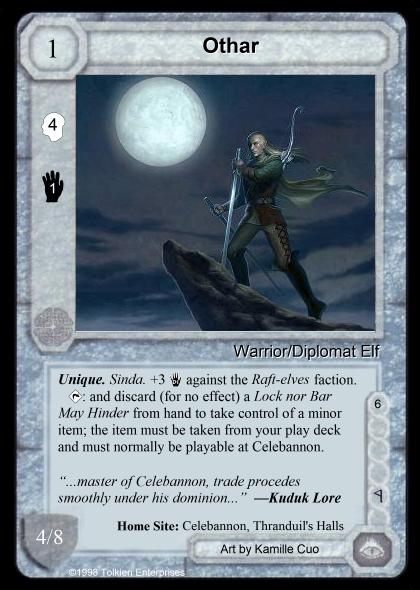 1
Othar
4
1
Warrior/Diplomat Elf
Unique. Sinda. +3 against the Raft-elves faction.
: and discard (for no effect) a Lock nor Bar
May Hinder from hand to take control of a minor
item; the item must be taken from your play deck
and must normally be playable at Celebannon.
6
“...master of Celebannon, trade procedes
smoothly under his dominion...” —Kuduk Lore
Home Site: Celebannon, Thranduil's Halls
4/8
Art by Kamille Cuo
©1998 Tolkien Enterprises